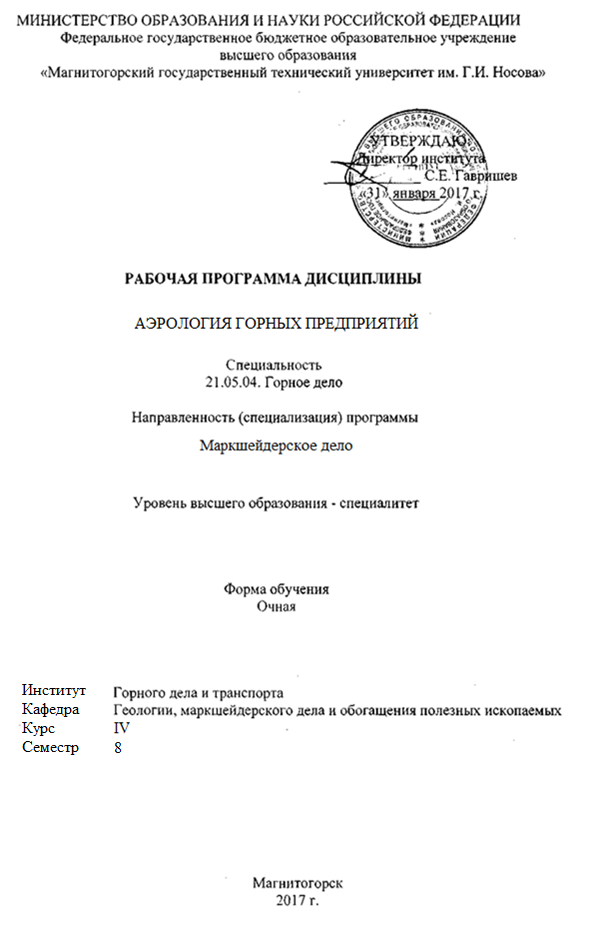 МИНИСТЕРСТВО ОБРАЗОВАНИЯ И НАУКИ РОССИЙСКОЙ ФЕДЕРАЦИИ
Федеральное государственное бюджетное образовательное учреждение
высшего образования
«Магнитогорский государственный технический университет им. Г.И. Носова»
УТВЕРЖДАЮ
Директор института
С.Е. Гавришев
«31» января 2017 г.
РАБОЧАЯ ПРОГРАММА ДИСЦИПЛИНЫ
АЭРОЛОГИЯ ГОРНЫХ ПРЕДПРИЯТИЙ
Специальность
21.05.04. Горное дело
Направленность (специализация) программы
Маркшейдерское дело
Уровень высшего образования - специалитет
Форма обучения
Очная
Институт Горного дела и транспорта
Кафедра Геологии, маркшейдерского дела и обогащения полезных ископаемых
Курс IV
Семестр 8
Магнитогорск
2017 г.